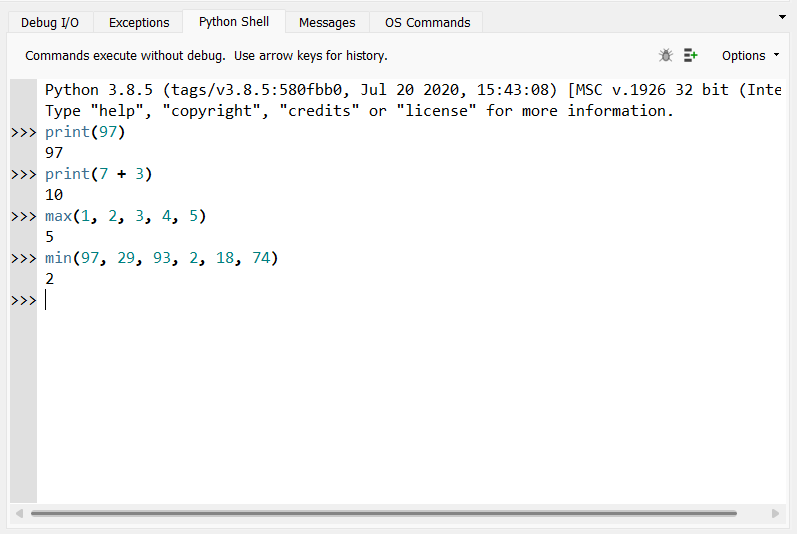 Debug I/O Exceptions Python Shell Messages OS Commands
Commands execute without debug. Use arrow keys for history. Options
Python 3.8.5 (tags/v3.8.5:580fbb0, Jul 20 2020, 15:43:08) [MSC v.1926 32 bit (Inte
Type "help", "copyright", "credits" or "license" for more information.
>>> print(97)
97
>>> print(7 + 3)
10
>>> max(1, 2, 3, 4, 5)
5
>>> min(97, 29, 93, 2, 18, 74)
2
>>>